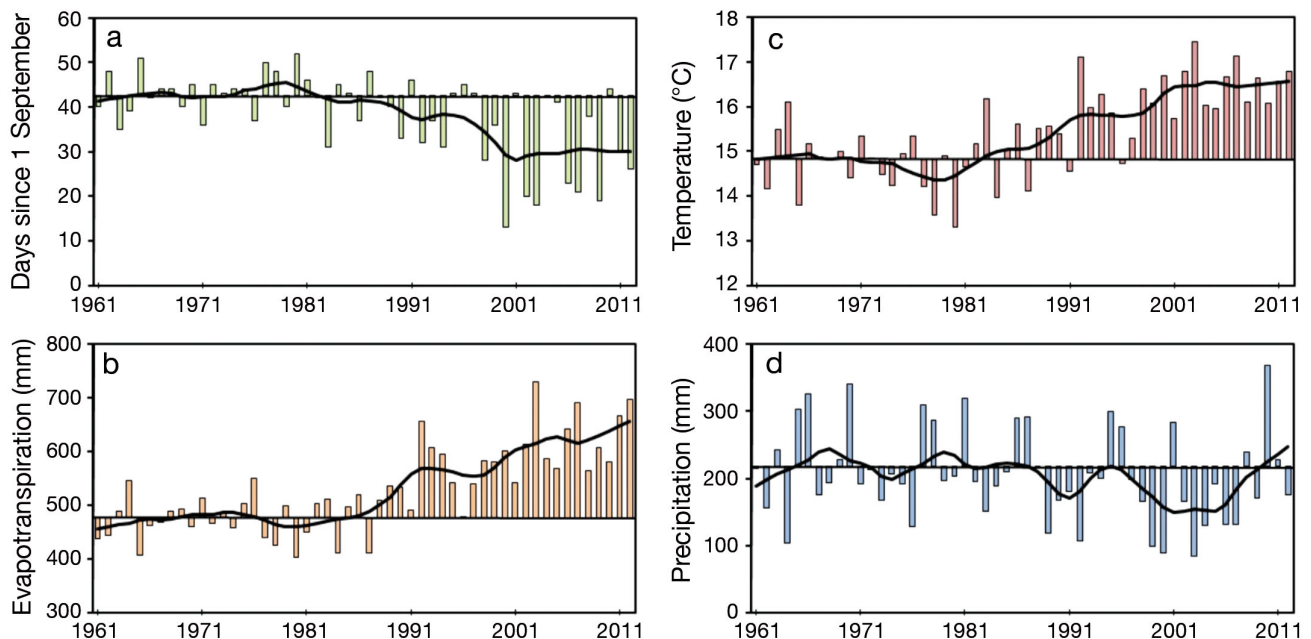 a
Days since 1 September
60
50
40
30
20
10
0
1961 1971 1981 1991 2001 2011
c
Temperature (°C)
18
17
16
15
14
13
12
1961 1971 1981 1991 2001 2011
b
Evapotranspiration (mm)
800
700
600
500
400
300
1961 1971 1981 1991 2001 2011
d
Precipitation (mm)
400
300
200
100
0
1961 1971 1981 1991 2001 2011